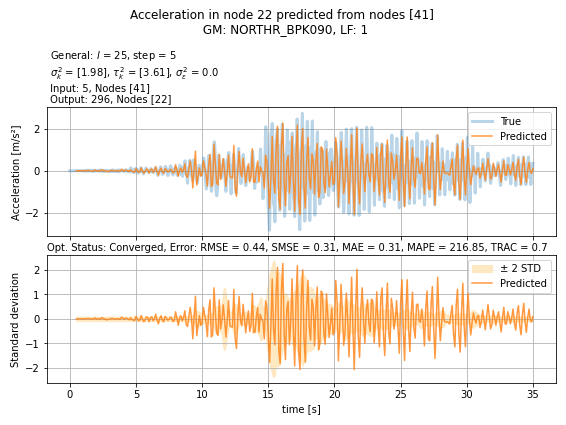 Acceleration in node 22 predicted from nodes [41]
GM: NORTHR_BPK090, LF: 1
General: l = 25, step = 5
σ²ₖ = [1.98], τ²ₖ = [3.61], σ²ε = 0.0
Input: 5, Nodes [41]
Output: 296, Nodes [22]
Acceleration [m/s²]
2
0
−2
True
Predicted
Opt. Status: Converged, Error: RMSE = 0.44, SMSE = 0.31, MAE = 0.31, MAPE = 216.85, TRAC = 0.7
Standard deviation
2
1
0
−1
−2
± 2 STD
Predicted
0 5 10 15 20 25 30 35
time [s]